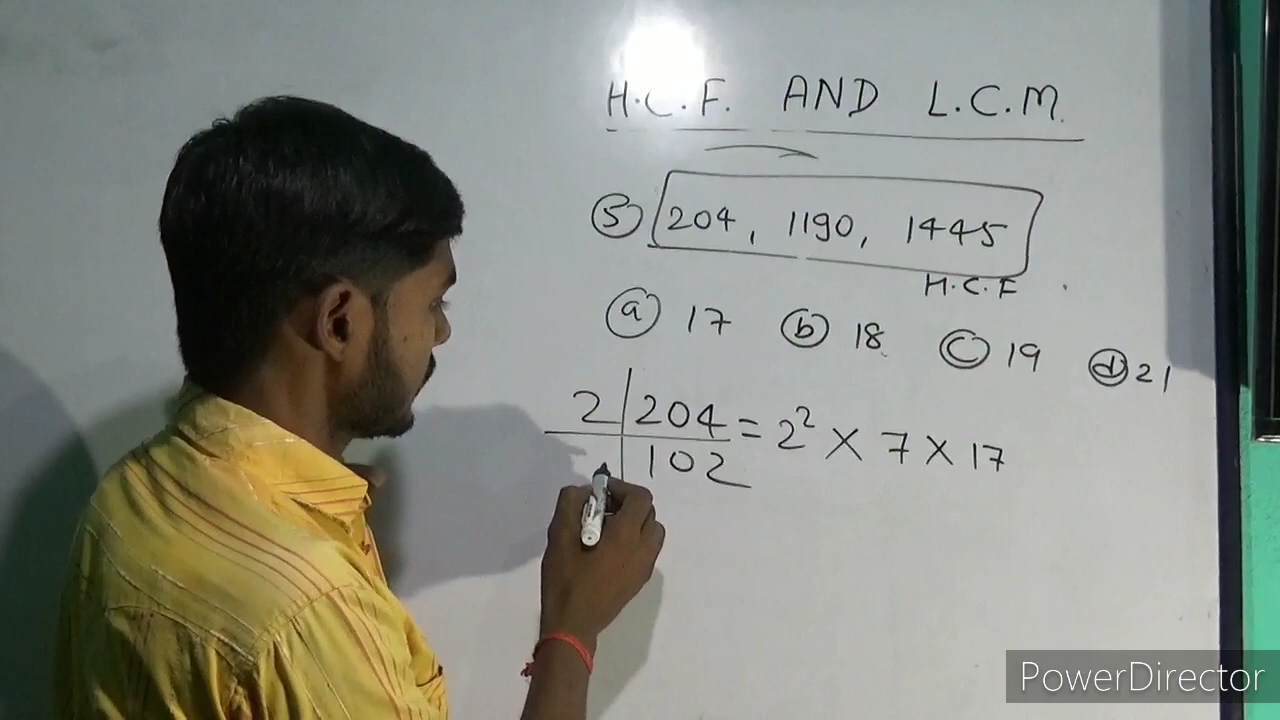 H.C.F. AND L.C.M.
⑤ 204, 1190, 1445
H.C.F
ⓐ 17 ⓑ 18 ⓒ 19 ⓓ 21
2 | 204 = 2² × 7 × 17
102
PowerDirector